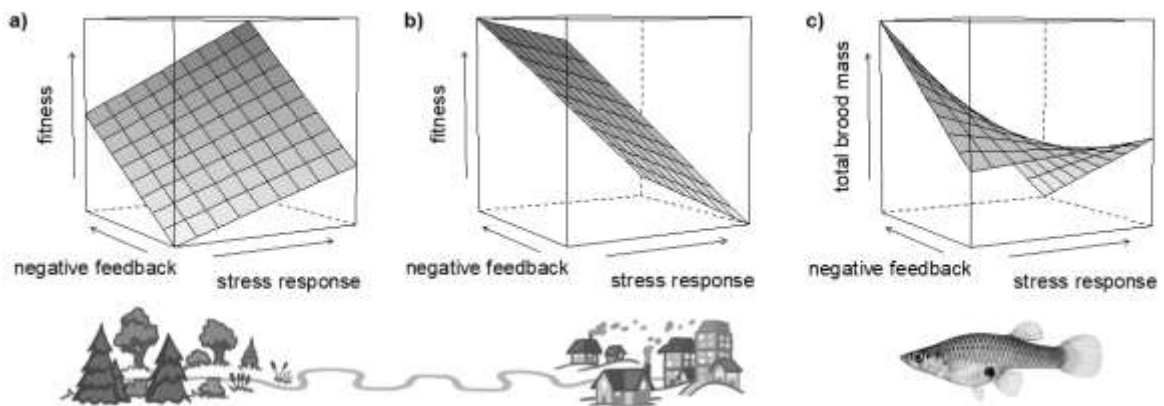 a)
fitness
negative feedback
stress response
b)
fitness
negative feedback
stress response
c)
total brood mass
negative feedback
stress response